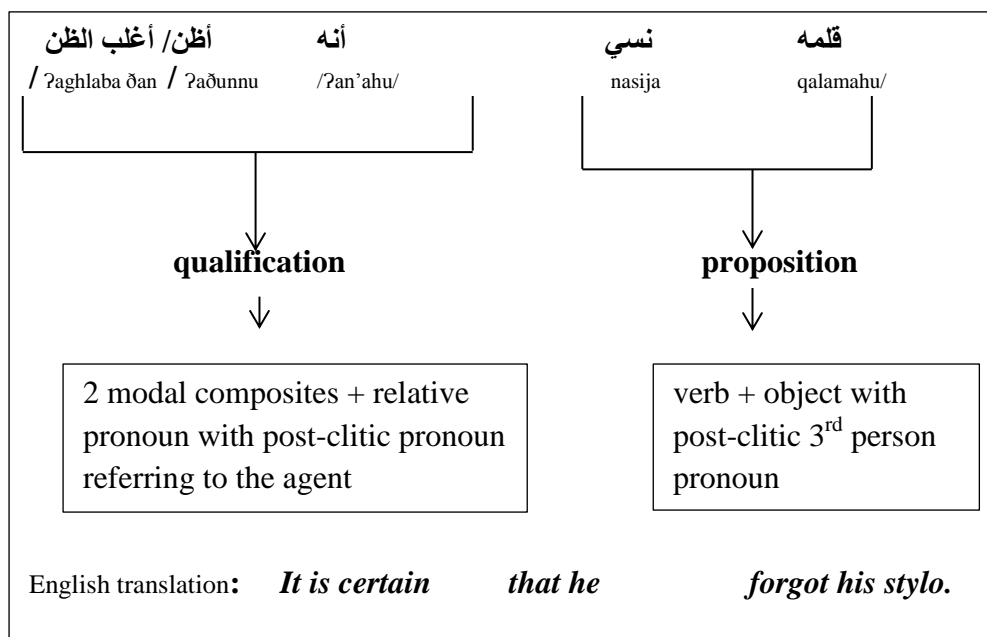 أظن/ أغلب الظن أنه نسي قلمه
/ ʔaghlaba ðan / ʔaðunnu /ʔan’ahu/ nasija qalamahu/
qualification proposition
2 modal composites + relative
pronoun with post-clitic pronoun
referring to the agent
verb + object with
post-clitic 3rd person
pronoun
English translation: It is certain that he forgot his stylo.